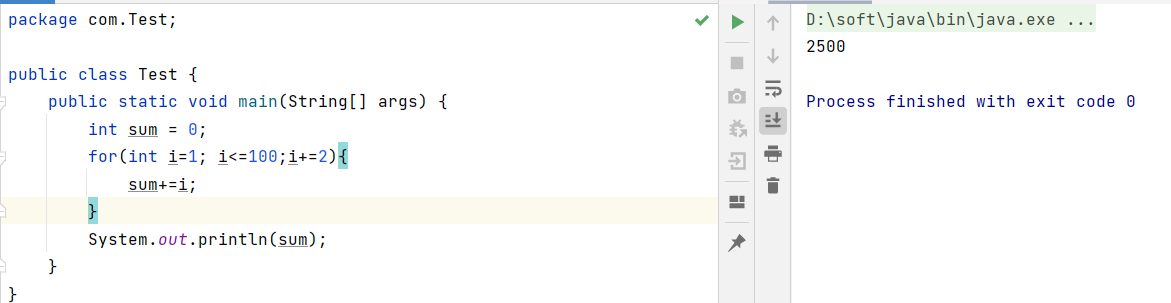 package com.Test;
public class Test {
public static void main(String[] args) {
int sum = 0;
for(int i=1; i<=100;i+=2){
sum+=i;
}
System.out.println(sum);
}
}
D:\soft\java\bin\java.exe ...
2500
Process finished with exit code 0